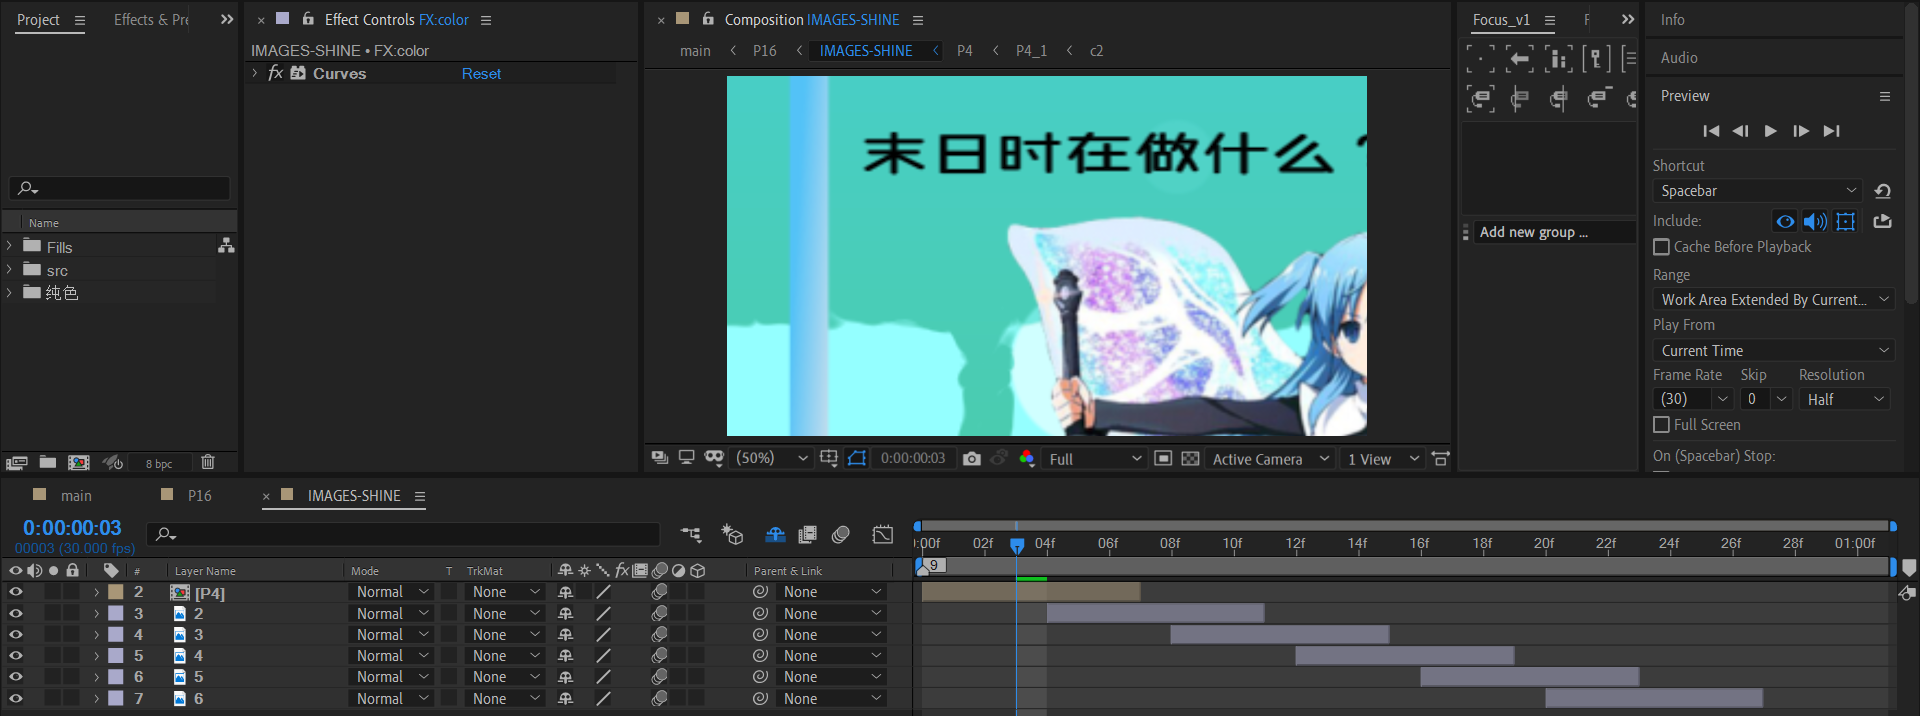 Project
Effects & Pre
Effect Controls FX:color
Composition IMAGES-SHINE
Focus_v1
Info
IMAGES-SHINE • FX:color
main
P16
IMAGES-SHINE
P4
P4_1
c2
Audio
fx Curves
Reset
Preview
末日时在做什么？
Shortcut
Spacebar
Name
Include:
Fills
Add new group ...
Cache Before Playback
src
Range
纯色
Work Area Extended By Current...
Play From
Current Time
Frame Rate
Skip
Resolution
(30)
0
Half
Full Screen
8 bpc
(50%)
0:00:00:03
Full
Active Camera
1 View
On (Spacebar) Stop:
main
P16
IMAGES-SHINE
0:00:00:03
00003 (30.000 fps)
:00f 02f 04f 06f 08f 10f 12f 14f 16f 18f 20f 22f 24f 26f 28f 01:00f
# Layer Name Mode T TrkMat fx Parent & Link
9
2 [P4] Normal None None
3 2 Normal None None
4 3 Normal None None
5 4 Normal None None
6 5 Normal None None
7 6 Normal None None